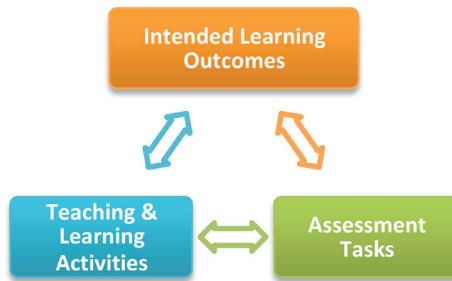 Intended Learning
Outcomes
Teaching &
Learning
Activities
Assessment
Tasks